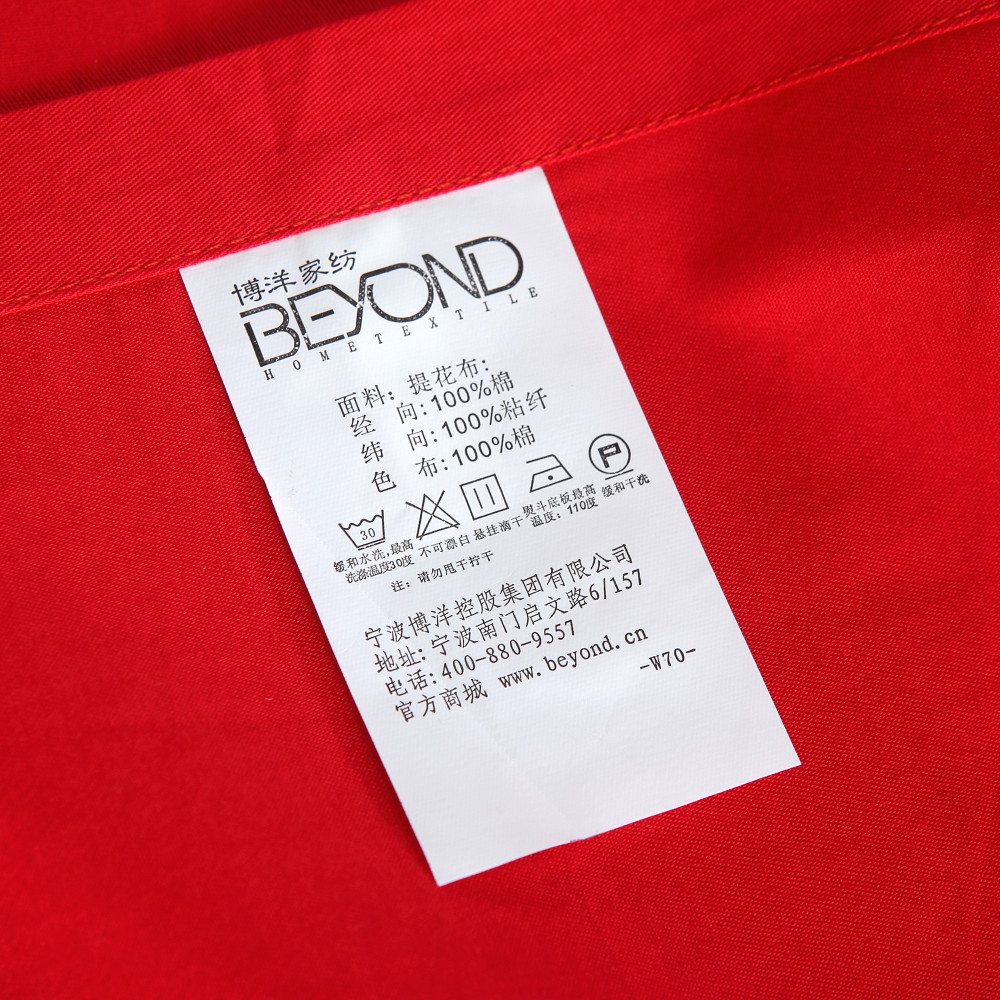 博洋家纺
BEYOND
HOMETEXTILE
面料：提花布：
经　向：100%棉
纬　向：100%粘纤
色　布：100%棉
30
P
缓和水洗，最高
洗涤温度30度
不可漂白
悬挂滴干
熨斗底板最高
温度：110度
缓和干洗
注：请勿甩干拧干
宁波博洋控股集团有限公司
地址：宁波南门启文路6/157
电话：400-880-9557
官方商城 www.beyond.cn
-W70-